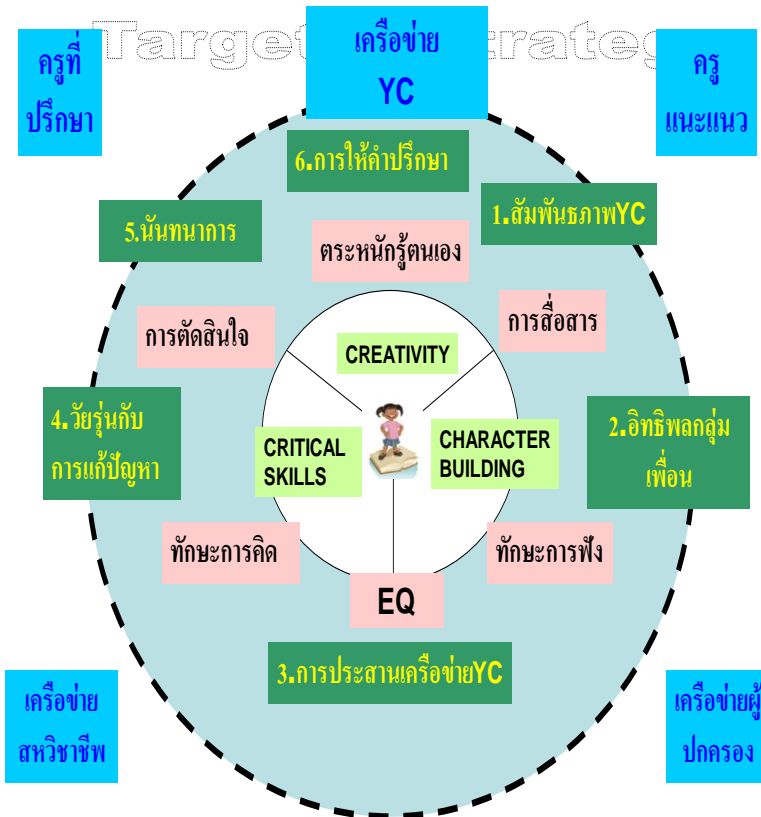 Target
trateg
เครือข่าย
YC
ครูที่
ปรึกษา
ครู
แนะแนว
6.การให้คำปรึกษา
1.สัมพันธภาพYC
5.นันทนาการ
ตระหนักรู้ตนเอง
การสื่อสาร
การตัดสินใจ
CREATIVITY
4.วัยรุ่นกับ
การแก้ปัญหา
2.อิทธิพลกลุ่ม
เพื่อน
CRITICAL
SKILLS
CHARACTER
BUILDING
ทักษะการคิด
ทักษะการฟัง
EQ
3.การประสานเครือข่ายYC
เครือข่าย
สหวิชาชีพ
เครือข่ายผู้
ปกครอง